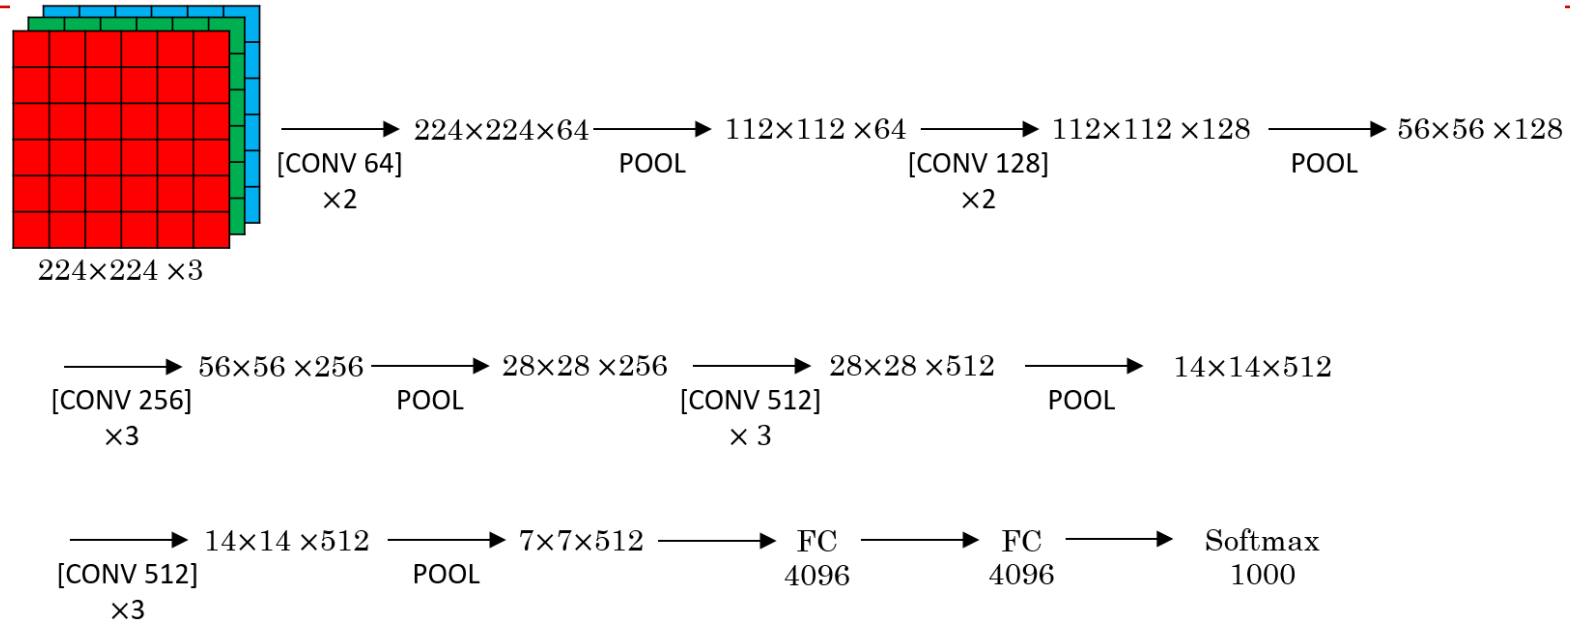 224×224×64 112×112 ×64 112×112 ×128 56×56 ×128
[CONV 64] POOL [CONV 128] POOL
×2 ×2
224×224 ×3
56×56 ×256 28×28 ×256 28×28 ×512 14×14×512
[CONV 256] POOL [CONV 512] POOL
×3 × 3
14×14 ×512 7×7×512 FC FC Softmax
[CONV 512] POOL 4096 4096 1000
×3